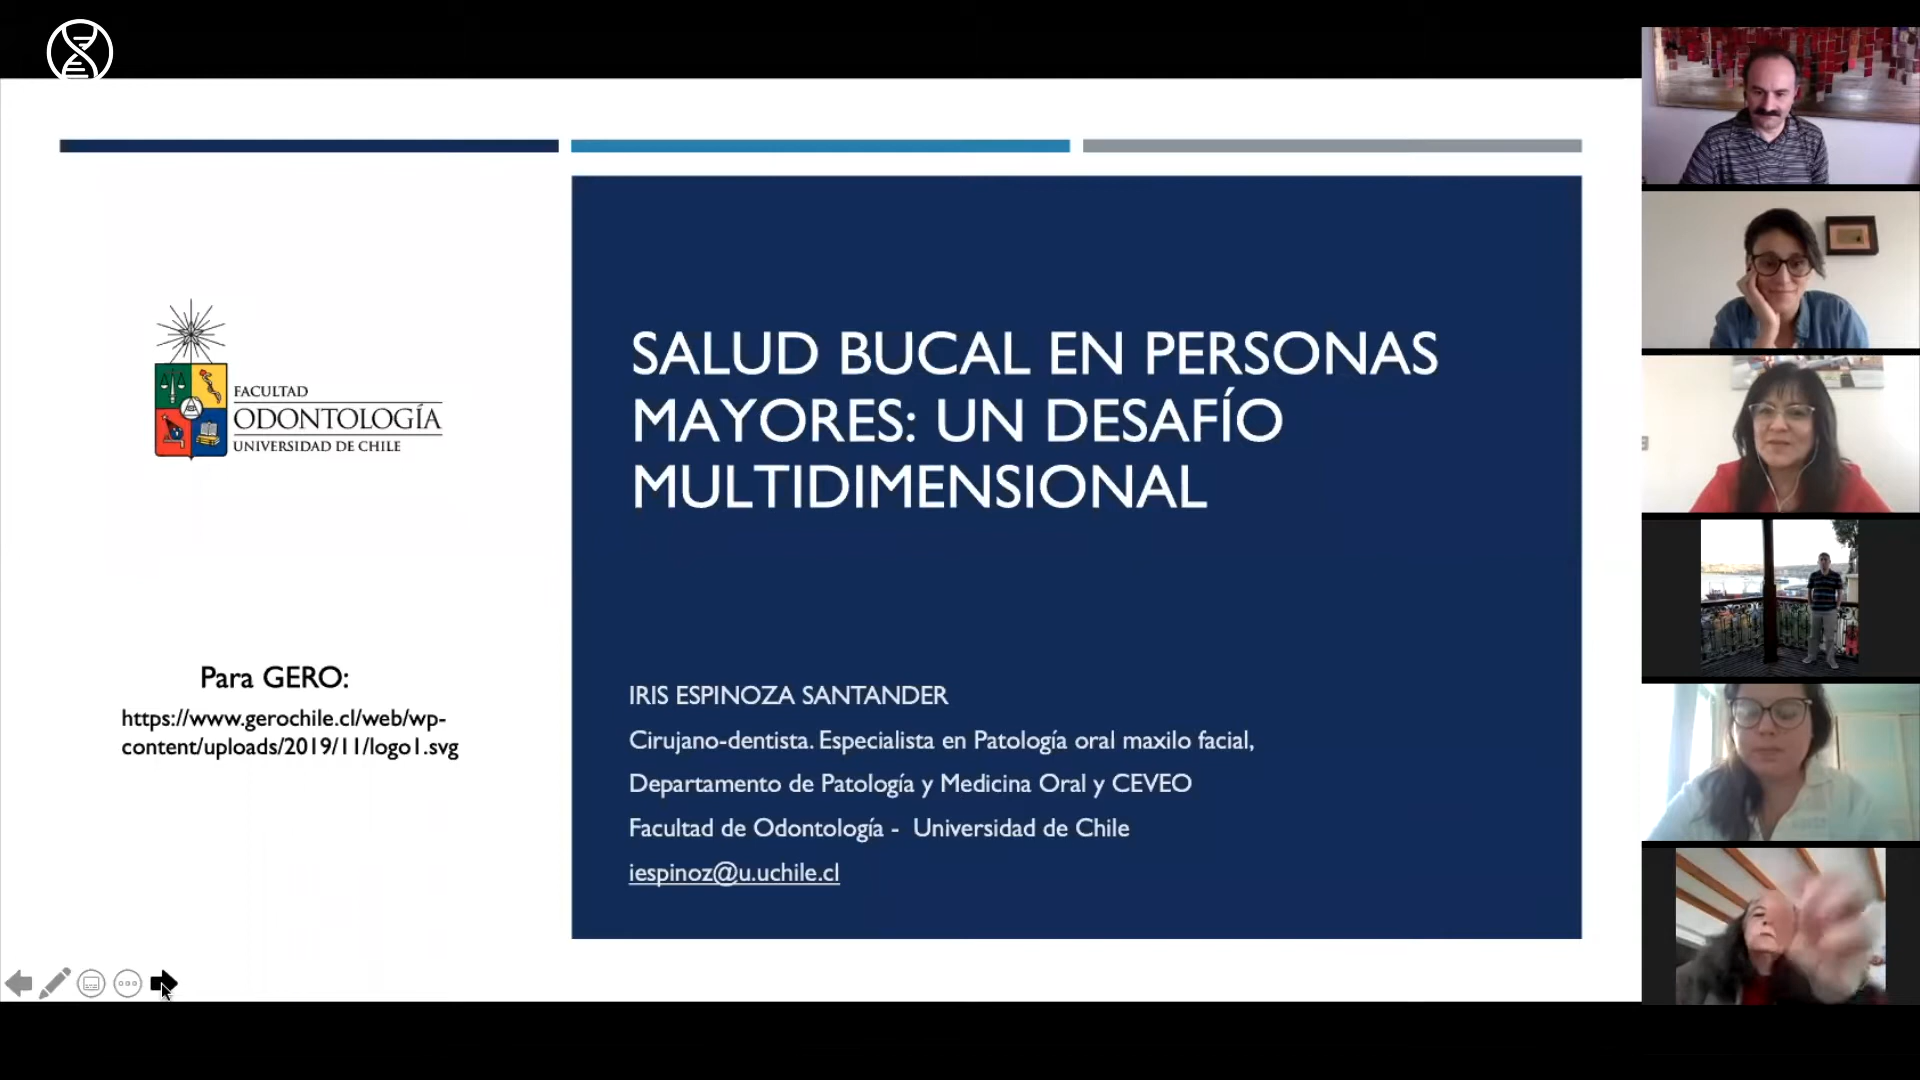 FACULTAD
ODONTOLOGÍA
UNIVERSIDAD DE CHILE
Para GERO:
https://www.gerochile.cl/web/wp-
content/uploads/2019/11/logo1.svg
SALUD BUCAL EN PERSONAS
MAYORES: UN DESAFÍO
MULTIDIMENSIONAL
IRIS ESPINOZA SANTANDER
Cirujano-dentista. Especialista en Patología oral maxilo facial,
Departamento de Patología y Medicina Oral y CEVEO
Facultad de Odontología - Universidad de Chile
iespinoz@u.uchile.cl